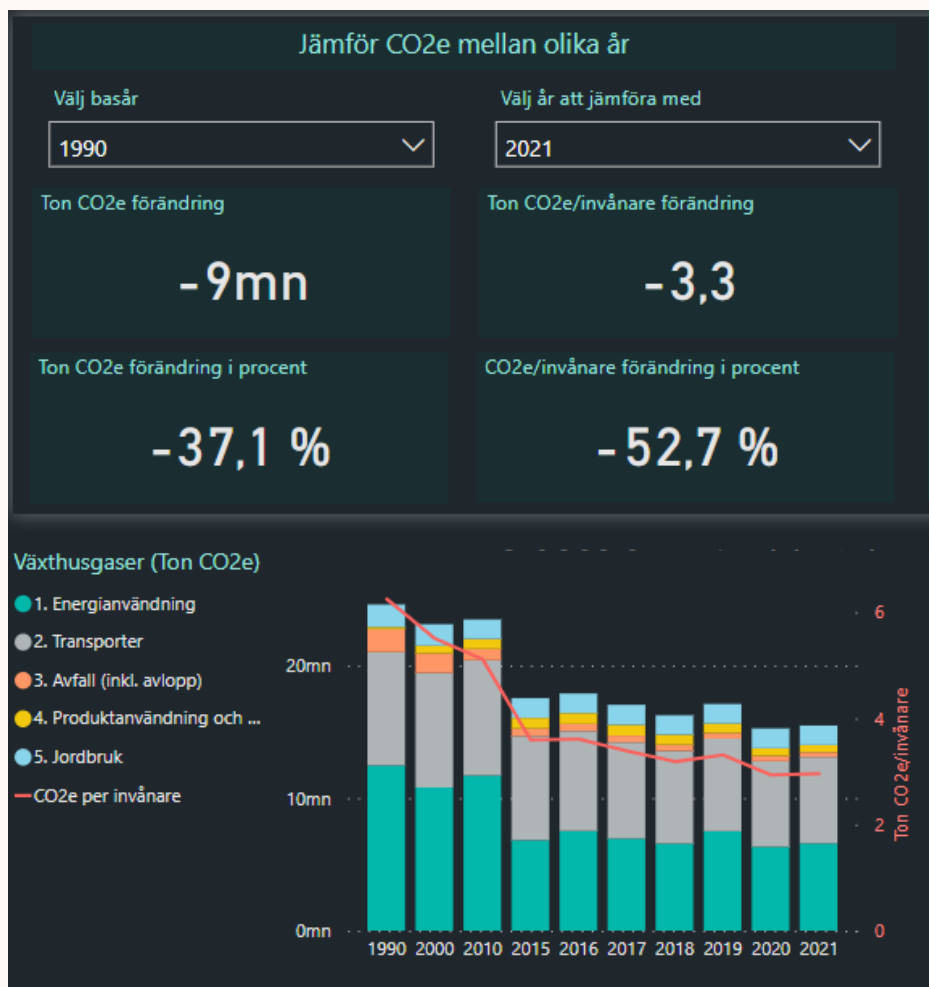 Jämför CO2e mellan olika år
Välj basår
Välj år att jämföra med
1990
2021
Ton CO2e förändring
Ton CO2e/invånare förändring
-9mn
-3,3
Ton CO2e förändring i procent
CO2e/invånare förändring i procent
-37,1 %
-52,7 %
Växthusgaser (Ton CO2e)
1. Energianvändning
2. Transporter
3. Avfall (inkl. avlopp)
4. Produktanvändning och ...
5. Jordbruk
CO2e per invånare
20mn
10mn
0mn
6
4
2
0
Ton CO2e/invånare
1990 2000 2010 2015 2016 2017 2018 2019 2020 2021